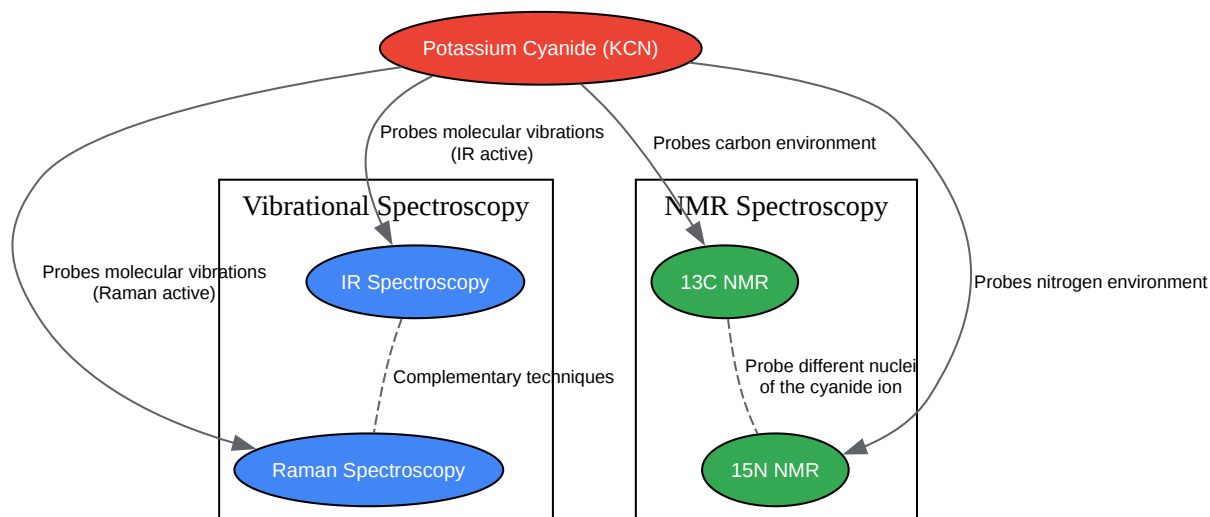 Potassium Cyanide (KCN)
Probes molecular vibrations
(IR active)
Probes carbon environment
Vibrational Spectroscopy
NMR Spectroscopy
Probes molecular vibrations
(Raman active)
IR Spectroscopy
13C NMR
Probes nitrogen environment
Complementary techniques
Probe different nuclei
of the cyanide ion
Raman Spectroscopy
15N NMR